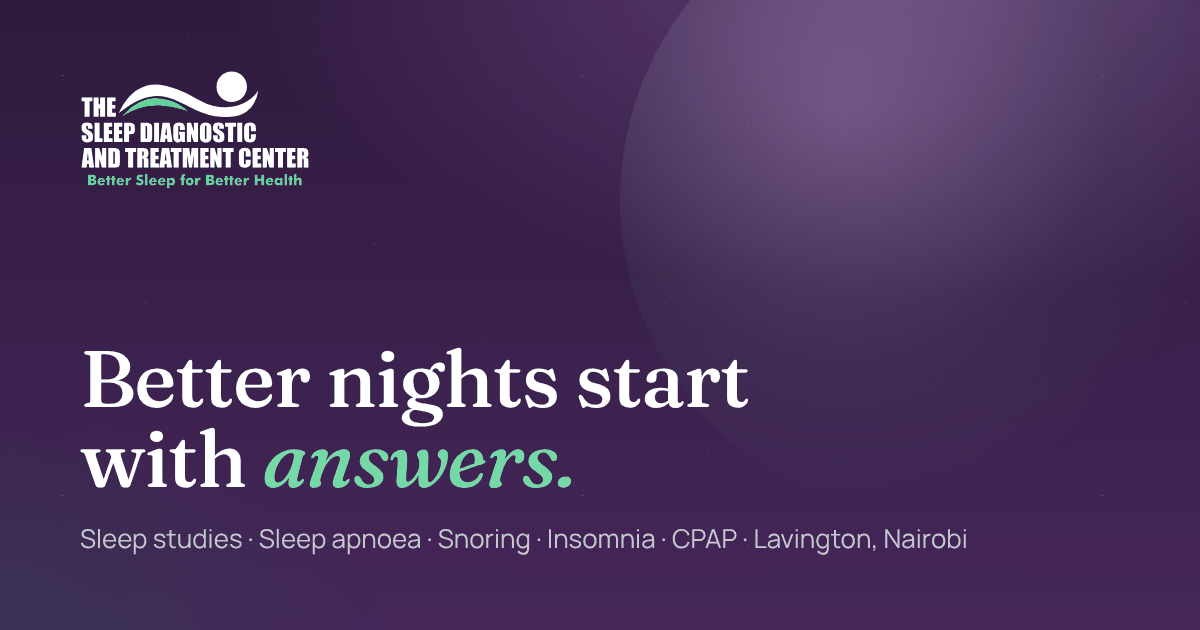 THE
SLEEP DIAGNOSTIC
AND TREATMENT CENTER
Better Sleep for Better Health
Better nights start
with answers.
Sleep studies · Sleep apnoea · Snoring · Insomnia · CPAP · Lavington, Nairobi